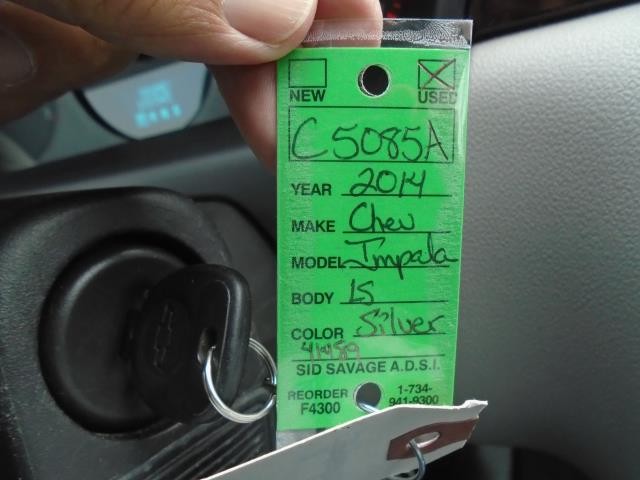 NEW USED
C5085A
YEAR 2014
MAKE Chev
MODEL Impala
BODY LS
COLOR Silver
41489
SID SAVAGE A.D.S.I.
REORDER 1-734-
F4300 941-9300